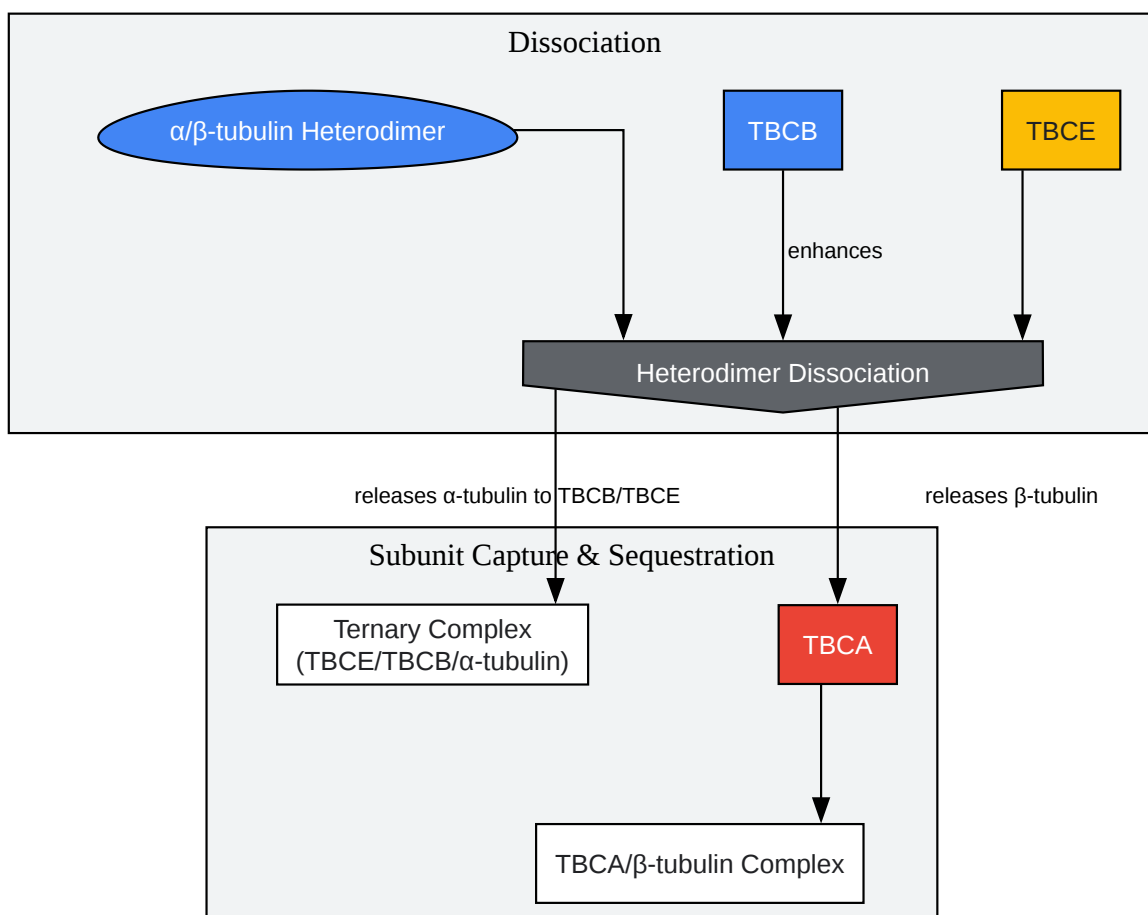 Dissociation
α/β-tubulin Heterodimer
TBCB
TBCE
enhances
Heterodimer Dissociation
releases α-tubulin to TBCB/TBCE
releases β-tubulin
Subunit Capture & Sequestration
Ternary Complex
(TBCE/TBCB/α-tubulin)
TBCA
TBCA/β-tubulin Complex